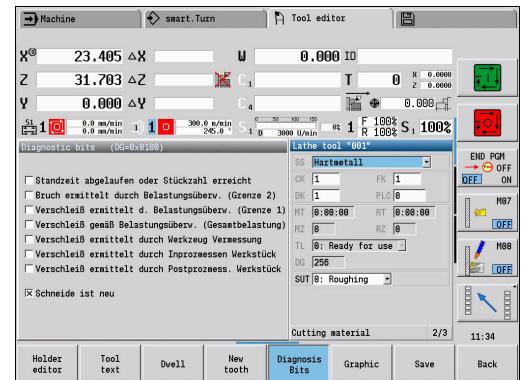 Machine
smart.Turn
Tool editor
X 23.405 ΔX U 0.000 ID
Z 31.703 ΔZ C1 T 0 X 0.0000 Z 0.0000
Y 0.000 ΔY C4 0.000
S1 1 0.0 mm/min 0.0 mm/min 1) 1 300.0 m/min 245.0 ° S1 0 50 100 150 D 3000 U/min 0% 1 F 100% R 100% S1 100%
Diagnostic bits (DG=0x0100)
Standzeit abgelaufen oder Stückzahl erreicht
Bruch ermittelt durch Belastungsüberw. (Grenze 2)
Verschleiß ermittelt d. Belastungsüberw. (Grenze 1)
Verschleiß gemäß Belastungsüberw. (Gesamtbelastung)
Verschleiß ermittelt durch Werkzeug Vermessung
Verschleiß ermittelt durch Inprozmessen Werkstück
Verschleiß ermittelt durch Postprozmess. Werkstück
Schneide ist neu
Lathe tool "001"
SS Hartmetall
CK 1 FK 1
DK 1 PLC 0
MT 0:00:00 RT 0:00:00
MZ 0 RZ 0
TL 0: Ready for use
DG 256
SUT 0: Roughing
Cutting material 2/3
END PGM
OFF
OFF ON
M07
OFF
M08
OFF
11:34
Holder editor
Tool text
Dwell
New tooth
Diagnosis Bits
Graphic
Save
Back